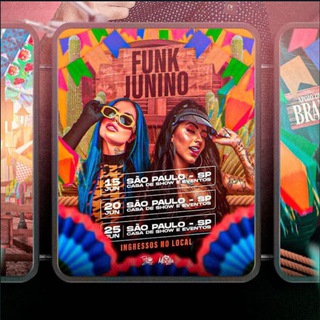 FUNK
JUNINO
15
JUN
SÃO PAULO - SP
CASA DE SHOW E EVENTOS
20
JUN
SÃO PAULO - SP
CASA DE SHOW E EVENTOS
25
JUN
SÃO PAULO - SP
CASA DE SHOW E EVENTOS
INGRESSOS NO LOCAL
BRA